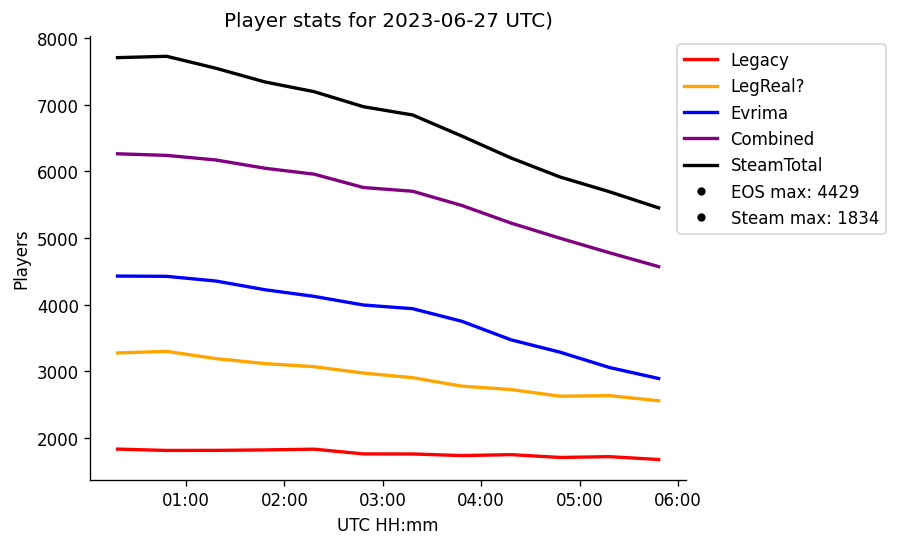 Player stats for 2023-06-27 UTC)
8000
7000
6000
5000
4000
3000
2000
Players
01:00 02:00 03:00 04:00 05:00 06:00
UTC HH:mm
Legacy
LegReal?
Evrima
Combined
SteamTotal
EOS max: 4429
Steam max: 1834